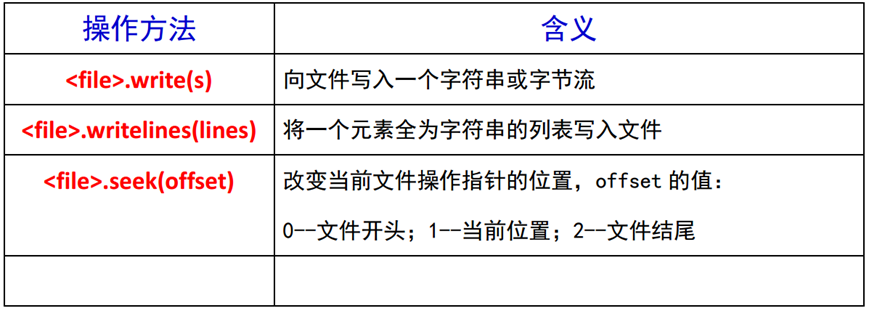 操作方法 含义
<file>.write(s) 向文件写入一个字符串或字节流
<file>.writelines(lines) 将一个元素全为字符串的列表写入文件
<file>.seek(offset) 改变当前文件操作指针的位置，offset 的值：
0--文件开头；1--当前位置；2--文件结尾